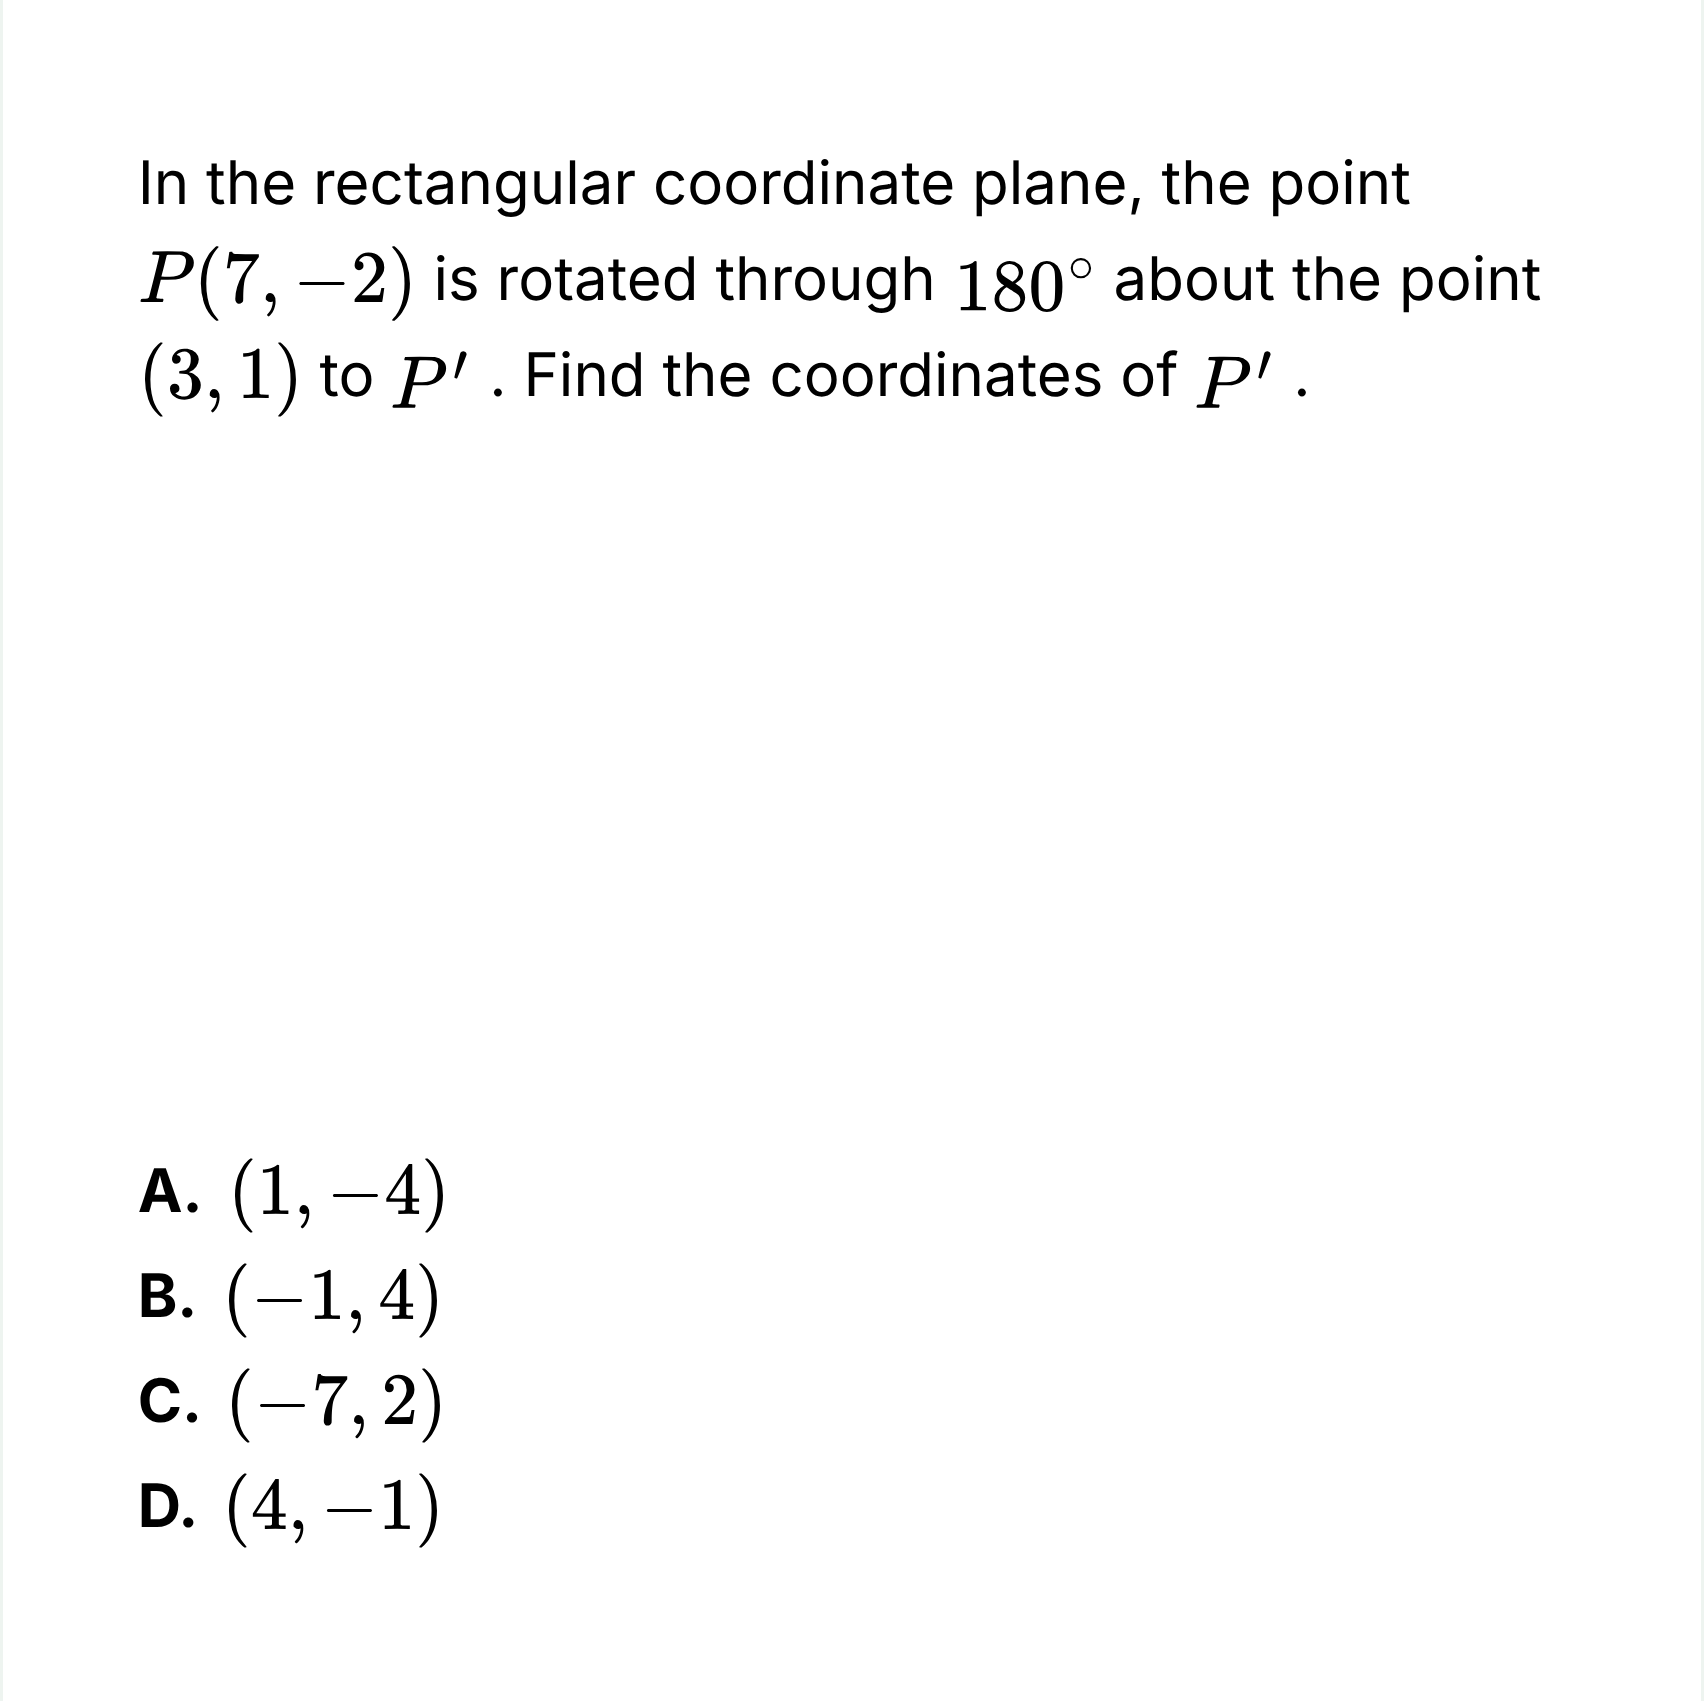 In the rectangular coordinate plane, the point
P(7, −2) is rotated through 180° about the point
(3, 1) to P′ . Find the coordinates of P′ .
A. (1, −4)
B. (−1, 4)
C. (−7, 2)
D. (4, −1)